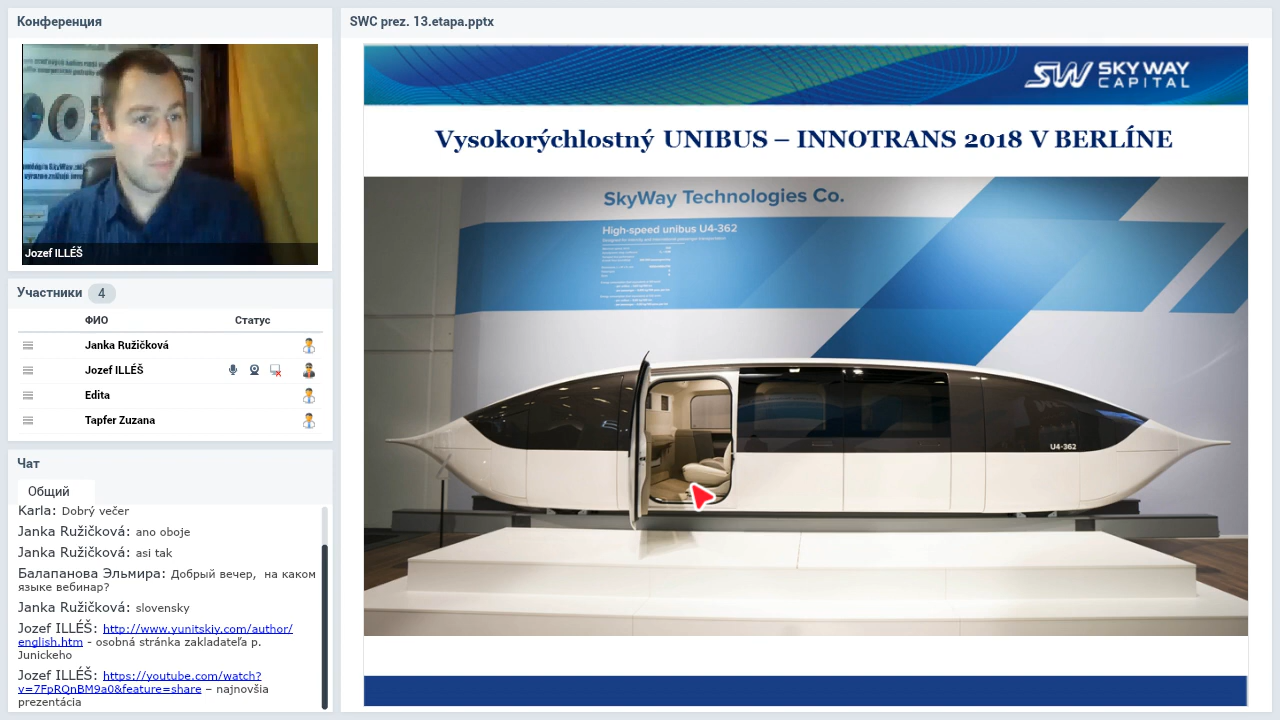 Конференция
Jozef ILLÉŠ
Участники 4
ФИО Статус
Janka Ružičková
Jozef ILLÉŠ
Edita
Tapfer Zuzana
Чат
Общий
Karla: Dobrý večer
Janka Ružičková: ano oboje
Janka Ružičková: asi tak
Балапанова Эльмира: Добрый вечер, на каком
языке вебинар?
Janka Ružičková: slovensky
Jozef ILLÉŠ: http://www.yunitskiy.com/author/
english.htm - osobná stránka zakladateľa p.
Junickeho
Jozef ILLÉŠ: https://youtube.com/watch?
v=7FpRQnBM9a0&feature=share – najnovšia
prezentácia
SWC prez. 13.etapa.pptx
SW SKY WAY
CAPITAL
Vysokorýchlostný UNIBUS – INNOTRANS 2018 V BERLÍNE
SkyWay Technologies Co.
High-speed unibus U4-362
U4-362